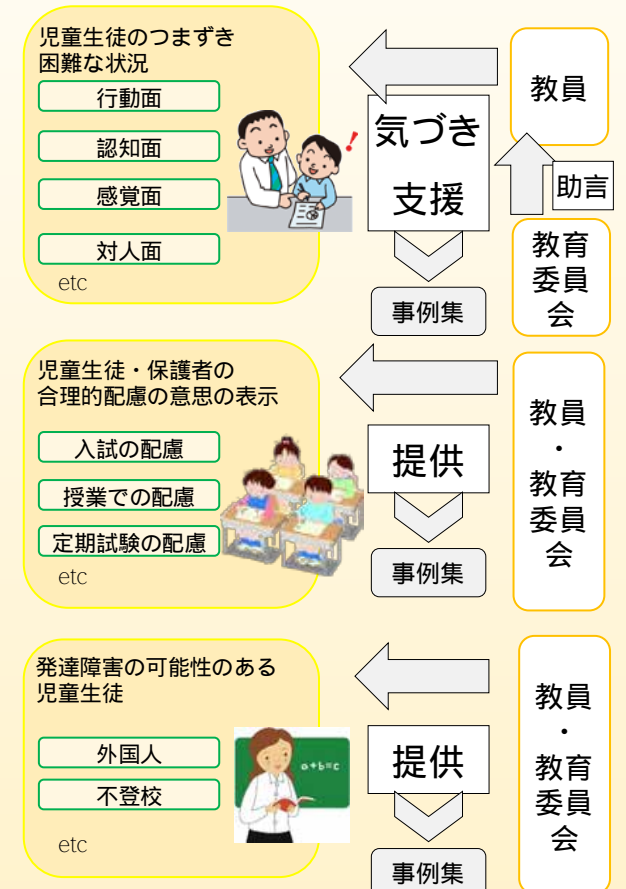 児童生徒のつまずき
困難な状況
行動面
認知面
感覚面
対人面
etc
気づき
支援
事例集
教員
助言
教育
委員
会
児童生徒・保護者の
合理的配慮の意思の表示
入試の配慮
授業での配慮
定期試験の配慮
etc
提供
事例集
教員
・
教育
委員
会
発達障害の可能性のある
児童生徒
外国人
不登校
etc
a+b=c
提供
事例集
教員
・
教育
委員
会